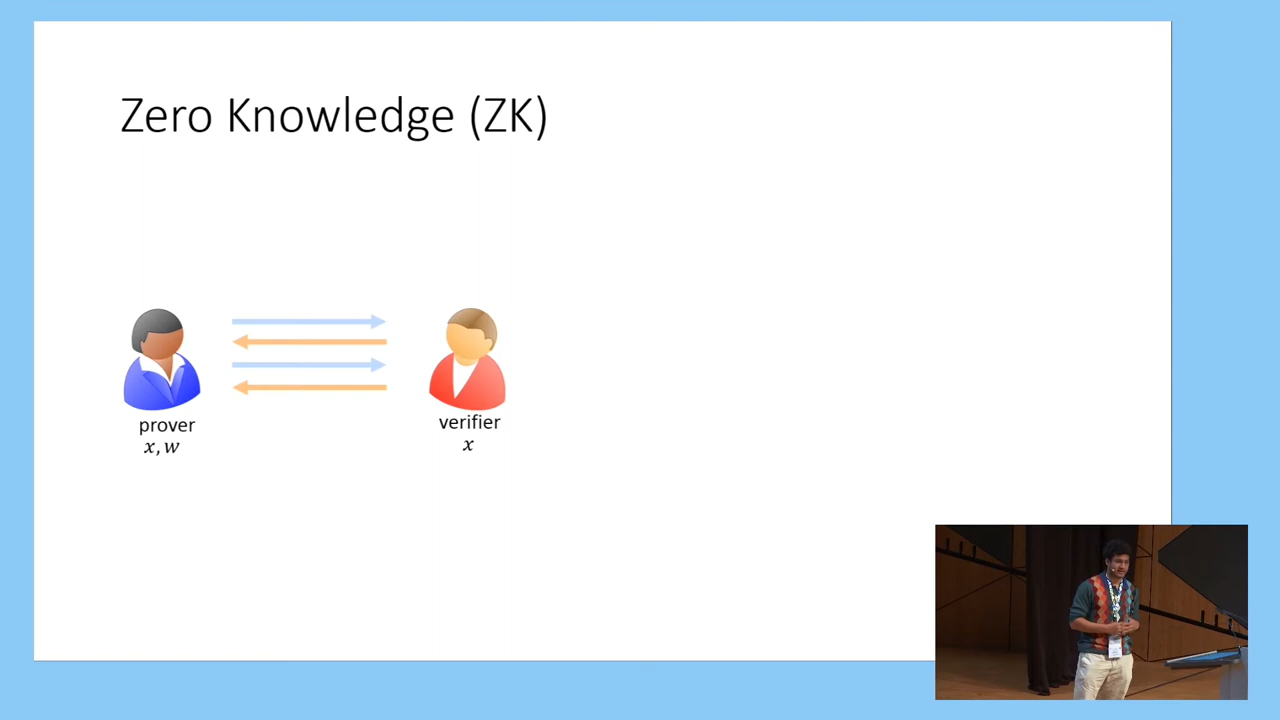 Zero Knowledge (ZK)
prover
x, w
verifier
x